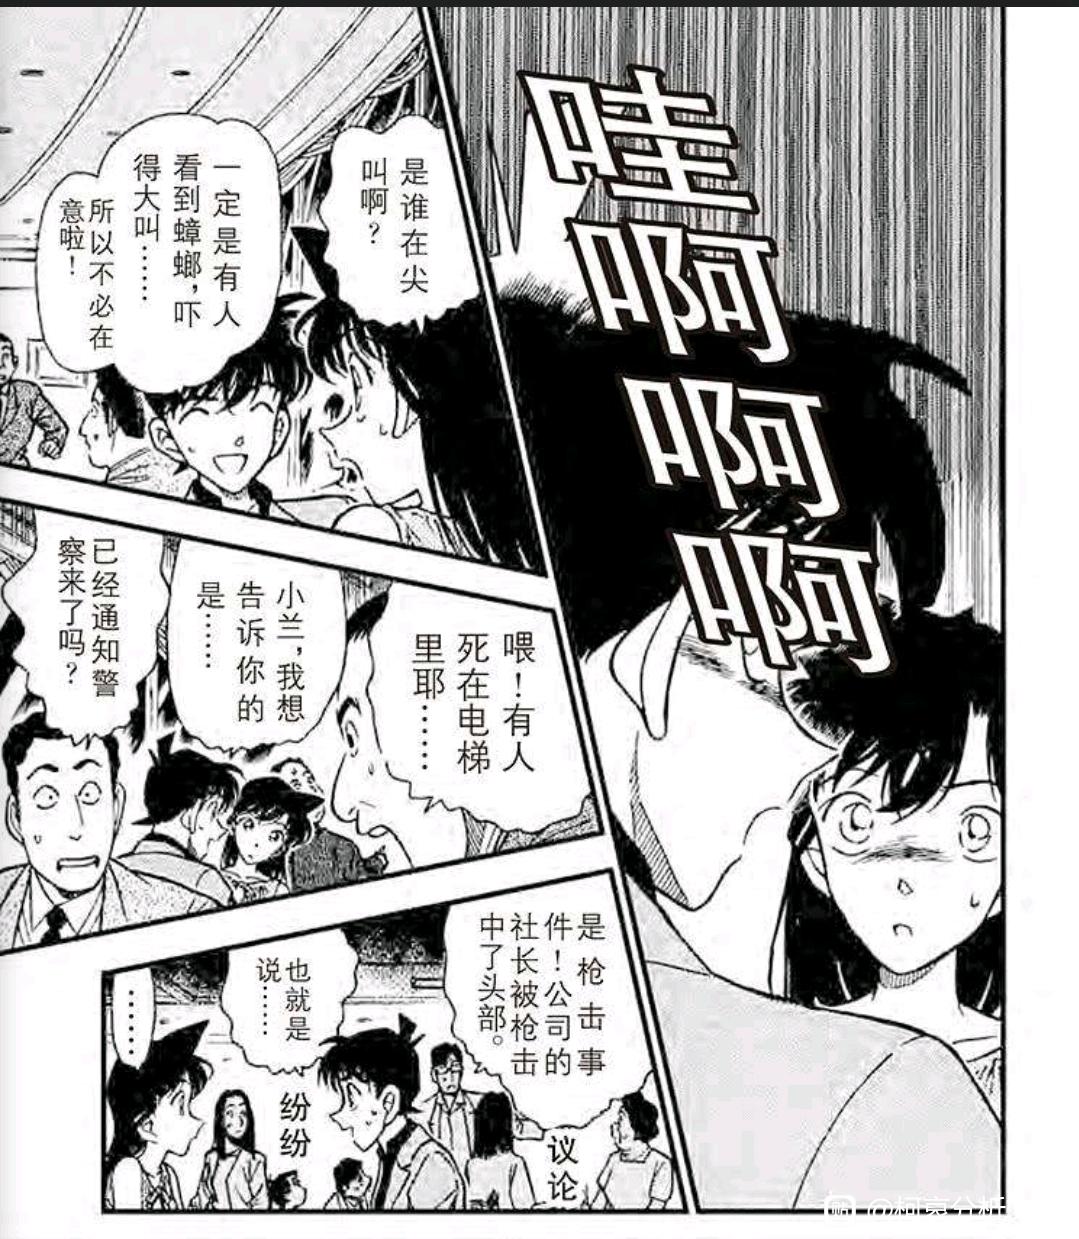 哇啊啊啊
是谁在尖
叫啊？
一定是有人
看到蟑螂，吓
得大叫……
所以不必在
意啦！
喂！有人
死在电梯
里耶……
小兰，我想
告诉你的
是……
已经通知警
察来了吗？
是枪击事
件！公司的
社长被枪击
中了头部。
议论
纷纷
也就是
说……
……